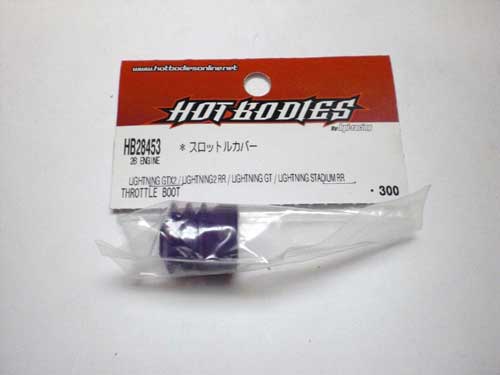 www.hotbodiesonline.net
HOT BODIES
By hpi-racing
HB28453
* スロットルカバー
28 ENGINE
LIGHTNING GTX2 / LIGHTNING2 RR / LIGHTNING GT / LIGHTNING STADIUM RR
THROTTLE BOOT
· 300